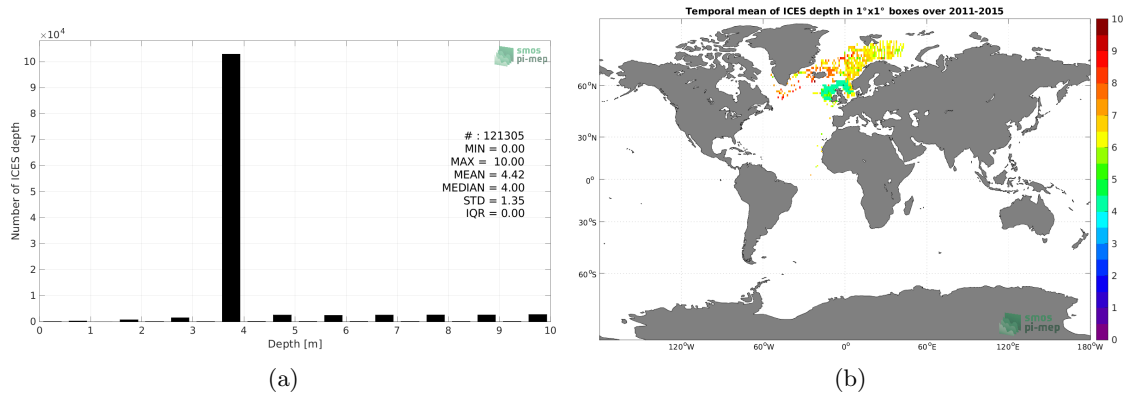 Temporal mean of ICES depth in 1°x1° boxes over 2011-2015
×10⁴
smos
pi-mep
10
9
8
7
6
5
4
3
2
1
0
Number of ICES depth
# : 121305
MIN = 0.00
MAX = 10.00
MEAN = 4.42
MEDIAN = 4.00
STD = 1.35
IQR = 0.00
0 1 2 3 4 5 6 7 8 9 10
Depth [m]
(a)
60°N
30°N
0°
30°S
60°S
120°W 60°W 0° 60°E 120°E 180°W
smos
pi-mep
10
9
8
7
6
5
4
3
2
1
0
(b)